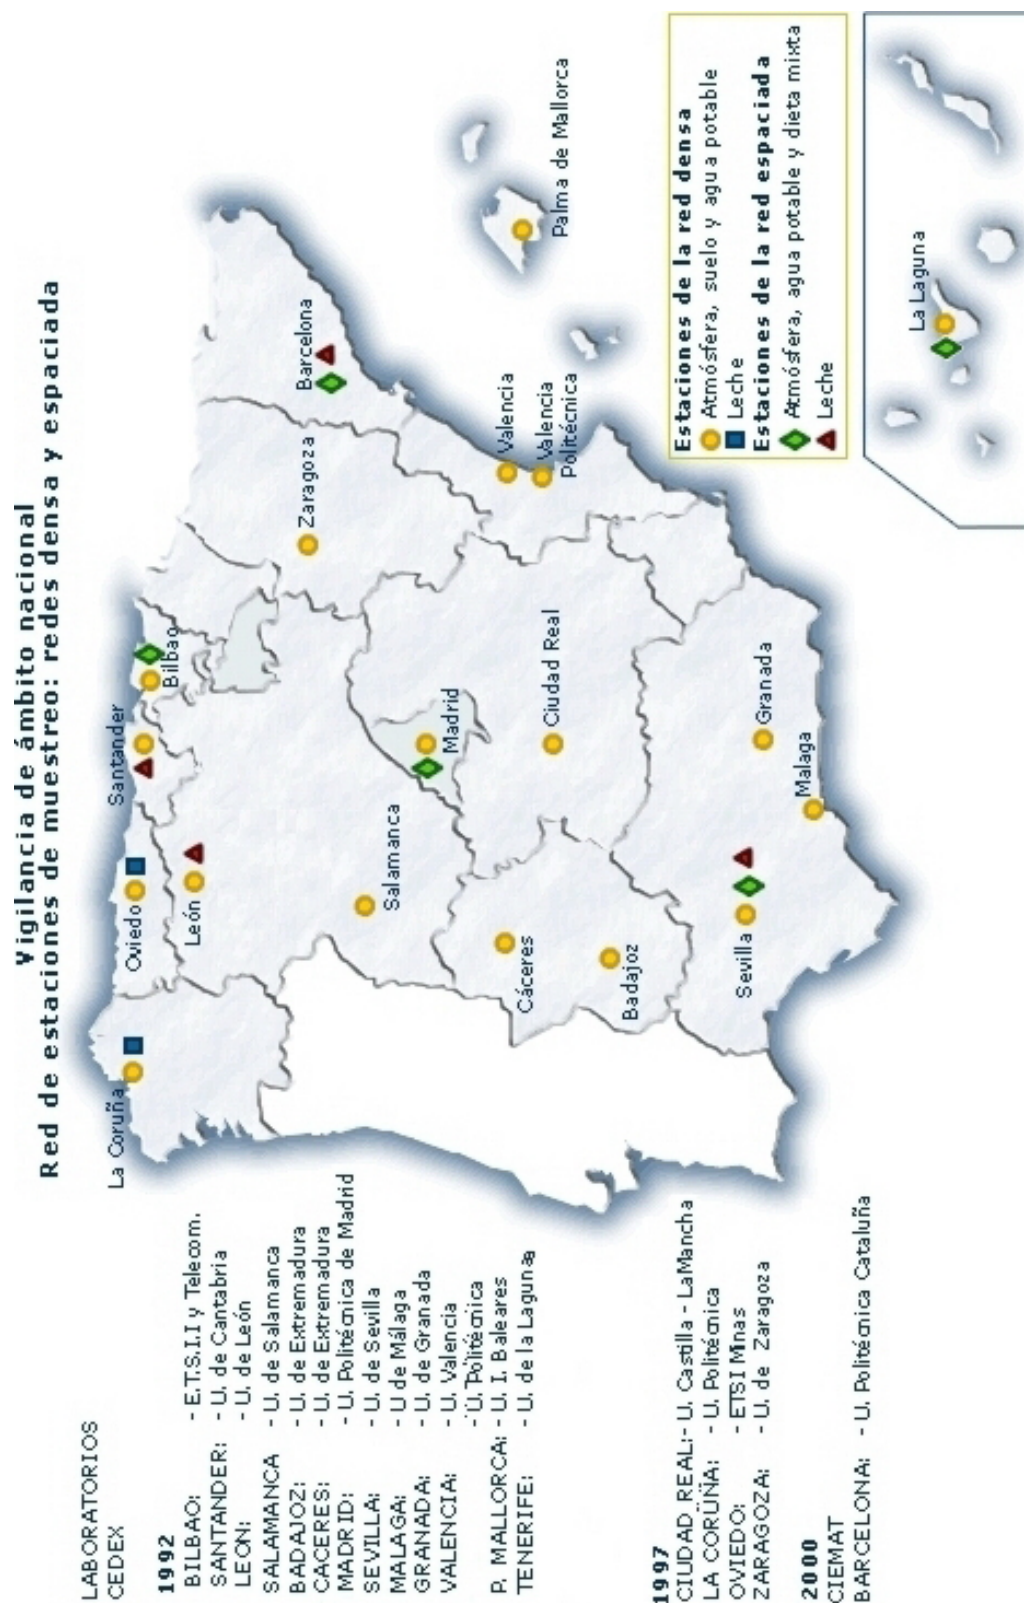 Vigilancia de ámbito nacional
Red de estaciones de muestreo: redes densa y espaciada
LABORATORIOS
CEDEX
1992
BILBAO: - E.T.S.I.I y Telecom.
SANTANDER: - U. de Cantabria
LEON: - U. de León
SALAMANCA - U. de Salamanca
BADAJOZ: - U. de Extremadura
CACERES: - U. de Extremadura
MADRID: - U. Politécnica de Madrid
SEVILLA: - U. de Sevilla
MALAGA: - U de Málaga
GRANADA: - U. de Granada
VALENCIA: - U. Valencia
- U. Politécnica
P. MALLORCA: - U. I. Baleares
TENERIFE: - U. de la Laguna
1997
CIUDAD REAL: - U. Castilla - La Mancha
LA CORUÑA: - U. Politécnica
OVIEDO: - ETSI Minas
ZARAGOZA: - U. de Zaragoza
2000
CIEMAT
BARCELONA: - U. Politécnica Cataluña
La Coruña
Oviedo
Santander
Bilbao
León
Zaragoza
Barcelona
Salamanca
Madrid
Valencia
Valencia
Politécnica
Palma de Mallorca
Cáceres
Ciudad Real
Badajoz
Sevilla
Granada
Malaga
La Laguna
Estaciones de la red densa
Atmósfera, suelo y agua potable
Leche
Estaciones de la red espaciada
Atmósfera, agua potable y dieta mixta
Leche